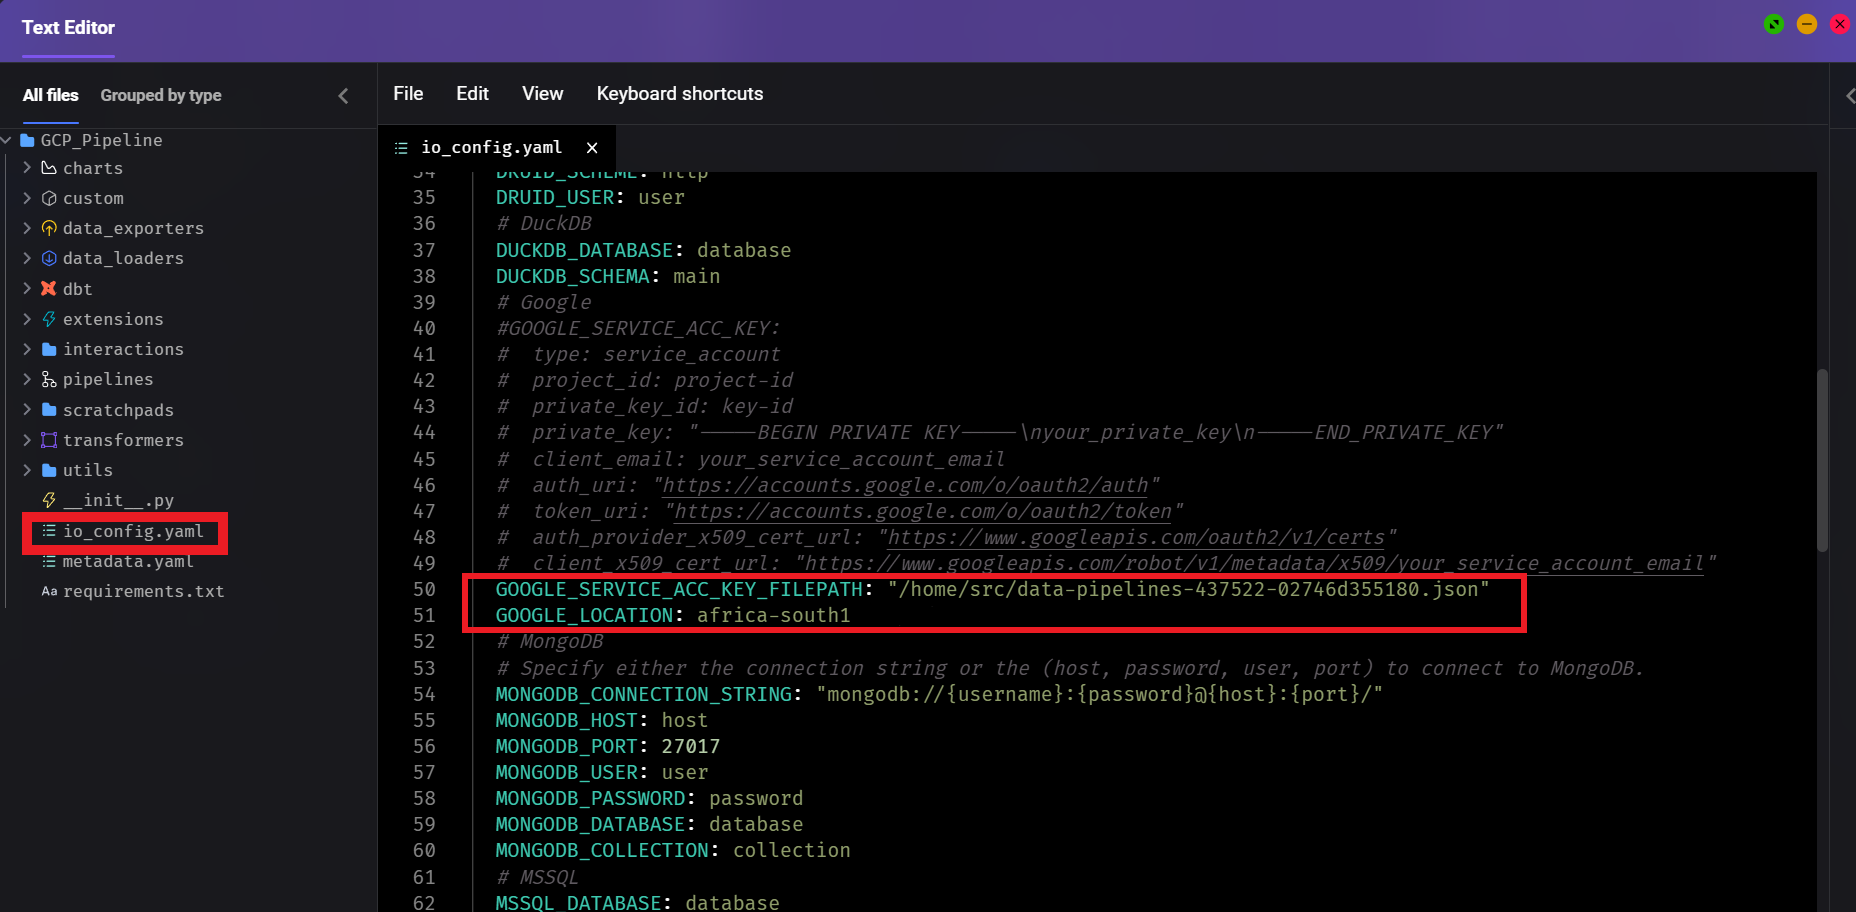 Text Editor
All files Grouped by type
GCP_Pipeline
charts
custom
data_exporters
data_loaders
dbt
extensions
interactions
pipelines
scratchpads
transformers
utils
__init__.py
io_config.yaml
metadata.yaml
Aa requirements.txt
File Edit View Keyboard shortcuts
io_config.yaml
34 DRUID_SCHEME: http
35 DRUID_USER: user
36 # DuckDB
37 DUCKDB_DATABASE: database
38 DUCKDB_SCHEMA: main
39 # Google
40 #GOOGLE_SERVICE_ACC_KEY:
41 #  type: service_account
42 #  project_id: project-id
43 #  private_key_id: key-id
44 #  private_key: "-----BEGIN PRIVATE KEY-----\nyour_private_key\n-----END_PRIVATE_KEY"
45 #  client_email: your_service_account_email
46 #  auth_uri: "https://accounts.google.com/o/oauth2/auth"
47 #  token_uri: "https://accounts.google.com/o/oauth2/token"
48 #  auth_provider_x509_cert_url: "https://www.googleapis.com/oauth2/v1/certs"
49 #  client_x509_cert_url: "https://www.googleapis.com/robot/v1/metadata/x509/your_service_account_email"
50 GOOGLE_SERVICE_ACC_KEY_FILEPATH: "/home/src/data-pipelines-437522-02746d355180.json"
51 GOOGLE_LOCATION: africa-south1
52 # MongoDB
53 # Specify either the connection string or the (host, password, user, port) to connect to MongoDB.
54 MONGODB_CONNECTION_STRING: "mongodb://{username}:{password}@{host}:{port}/"
55 MONGODB_HOST: host
56 MONGODB_PORT: 27017
57 MONGODB_USER: user
58 MONGODB_PASSWORD: password
59 MONGODB_DATABASE: database
60 MONGODB_COLLECTION: collection
61 # MSSQL
62 MSSQL_DATABASE: database